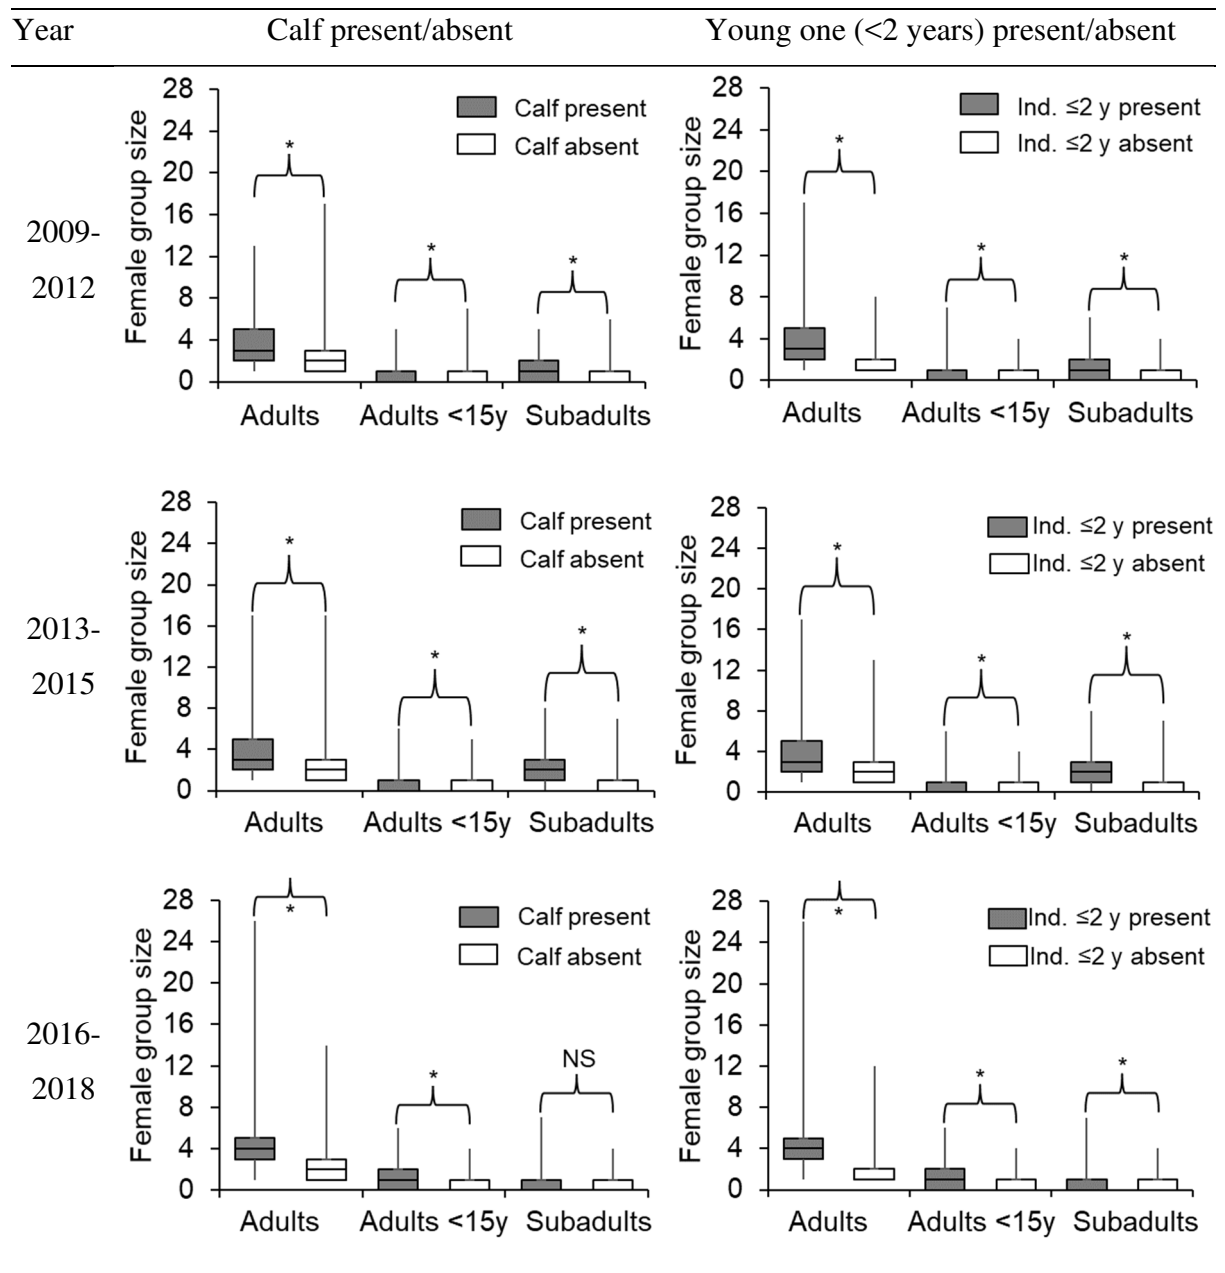 Year Calf present/absent Young one (<2 years) present/absent
2009-
2012
Female group size
28
24
20
16
12
8
4
0
Calf present
Calf absent
*
*
*
Adults Adults <15y Subadults
Female group size
28
24
20
16
12
8
4
0
Ind. ≤2 y present
Ind. ≤2 y absent
*
*
*
Adults Adults <15y Subadults
2013-
2015
Female group size
28
24
20
16
12
8
4
0
Calf present
Calf absent
*
*
*
Adults Adults <15y Subadults
Female group size
28
24
20
16
12
8
4
0
Ind. ≤2 y present
Ind. ≤2 y absent
*
*
*
Adults Adults <15y Subadults
2016-
2018
Female group size
28
24
20
16
12
8
4
0
Calf present
Calf absent
*
*
NS
Adults Adults <15y Subadults
Female group size
28
24
20
16
12
8
4
0
Ind. ≤2 y present
Ind. ≤2 y absent
*
*
*
Adults Adults <15y Subadults